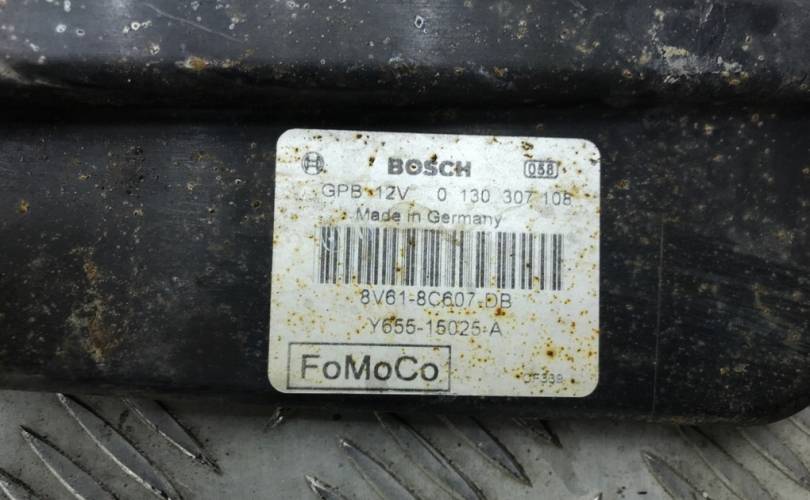 BOSCH 058
GPB 12V 0 130 307 108
Made in Germany
8V61-8C607-DB
Y655-15025-A
FoMoCo